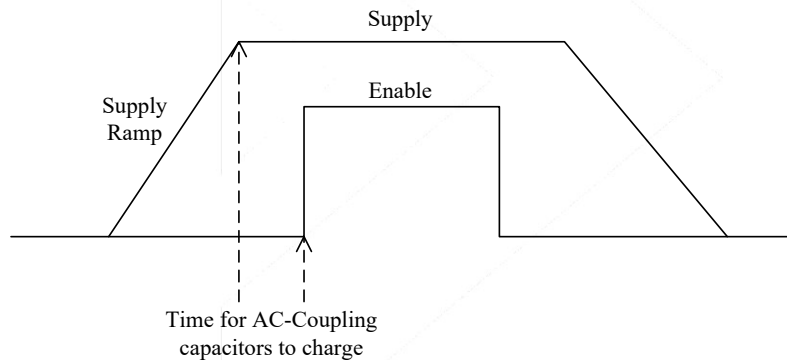 Supply
Enable
Supply
Ramp
Time for AC-Coupling
capacitors to charge